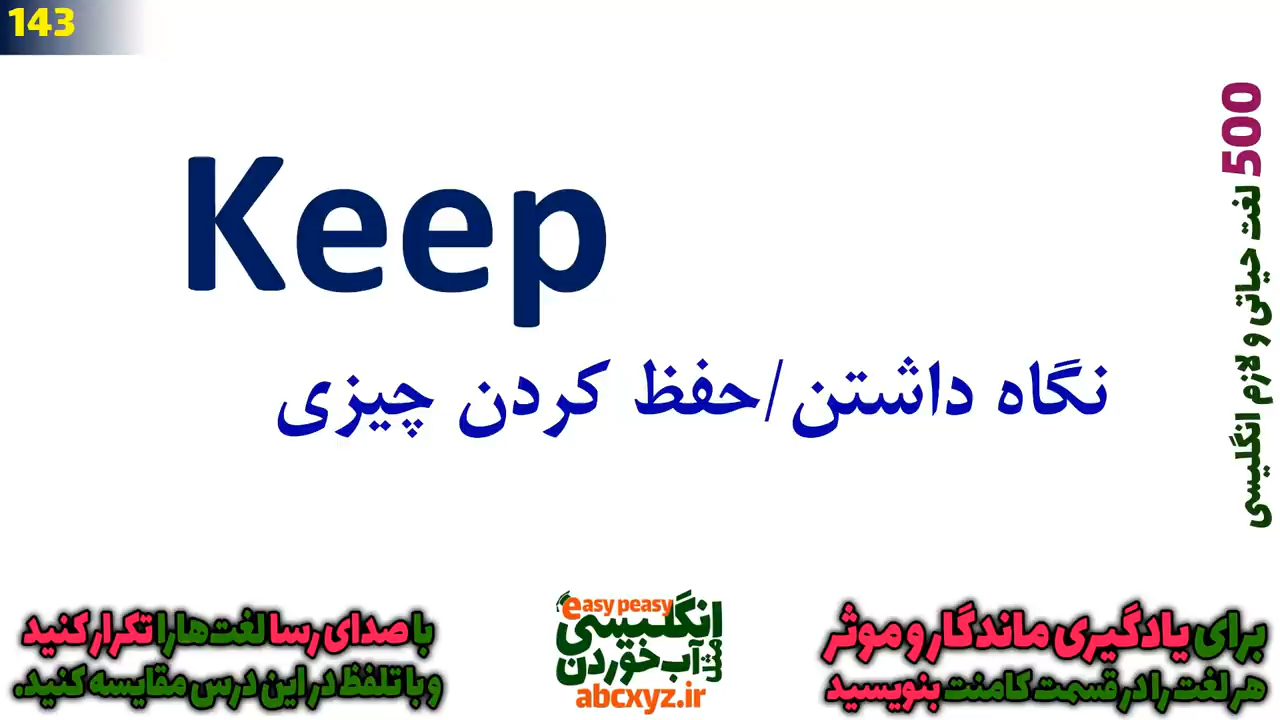 143
Keep
نگاه داشتن/حفظ کردن چیزی
500 لغت حیاتی و لازم انگلیسی
برای یادگیری ماندگار و موثر
هر لغت را در قسمت کامنت بنویسید
easy peasy
انگلیسی
مثل
آب خوردن
abcxyz.ir
با صدای رسا لغت‌ها را تکرار کنید
و با تلفظ در این درس مقایسه کنید.